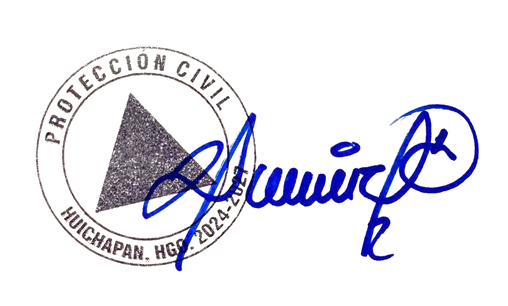 PROTECCIÓN CIVIL
HUICHAPAN, HGO. 2024-2027